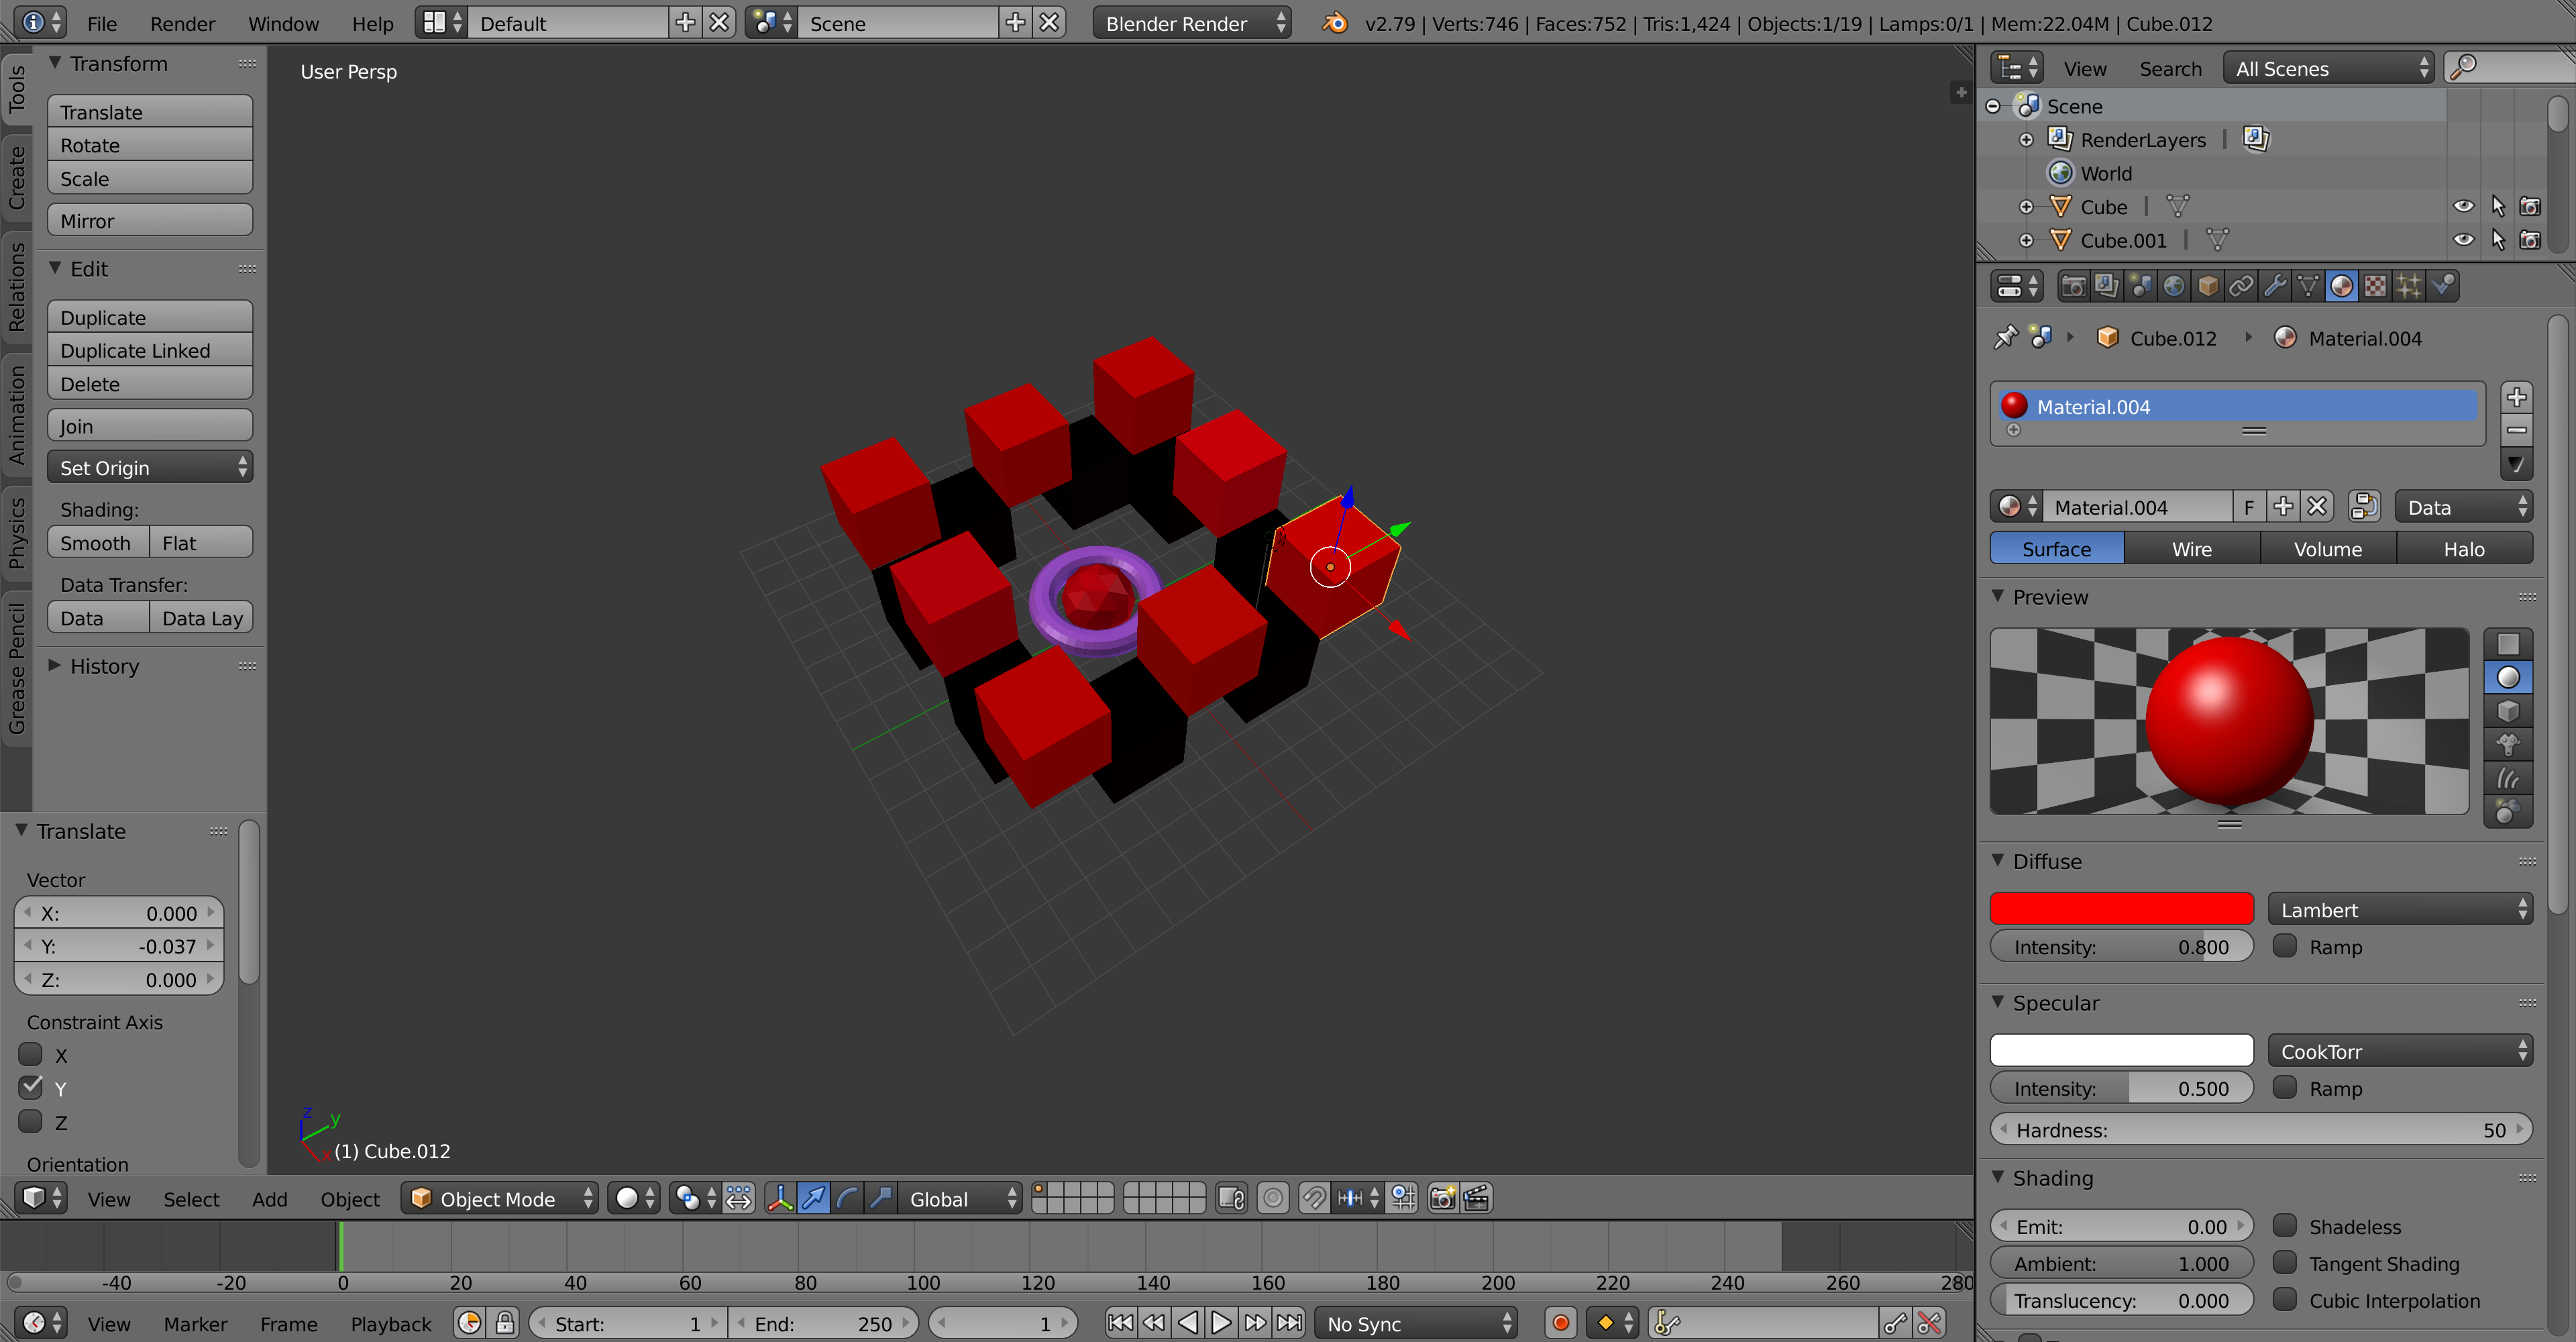 File Render Window Help Default Scene Blender Render v2.79 | Verts:746 | Faces:752 | Tris:1,424 | Objects:1/19 | Lamps:0/1 | Mem:22.04M | Cube.012
Tools
Create
Relations
Animation
Physics
Grease Pencil
Transform
Translate
Rotate
Scale
Mirror
Edit
Duplicate
Duplicate Linked
Delete
Join
Set Origin
Shading:
Smooth Flat
Data Transfer:
Data Data Lay
History
Translate
Vector
X: 0.000
Y: -0.037
Z: 0.000
Constraint Axis
X
Y
Z
Orientation
User Persp
z
y
x
(1) Cube.012
View Select Add Object Object Mode Global
-40 -20 0 20 40 60 80 100 120 140 160 180 200 220 240 260 280
View Marker Frame Playback Start: 1 End: 250 1 No Sync
View Search All Scenes
Scene
RenderLayers |
World
Cube |
Cube.001 |
Cube.012 Material.004
Material.004
Material.004 F Data
Surface Wire Volume Halo
Preview
Diffuse
Lambert
Intensity: 0.800 Ramp
Specular
CookTorr
Intensity: 0.500 Ramp
Hardness: 50
Shading
Emit: 0.00 Shadeless
Ambient: 1.000 Tangent Shading
Translucency: 0.000 Cubic Interpolation